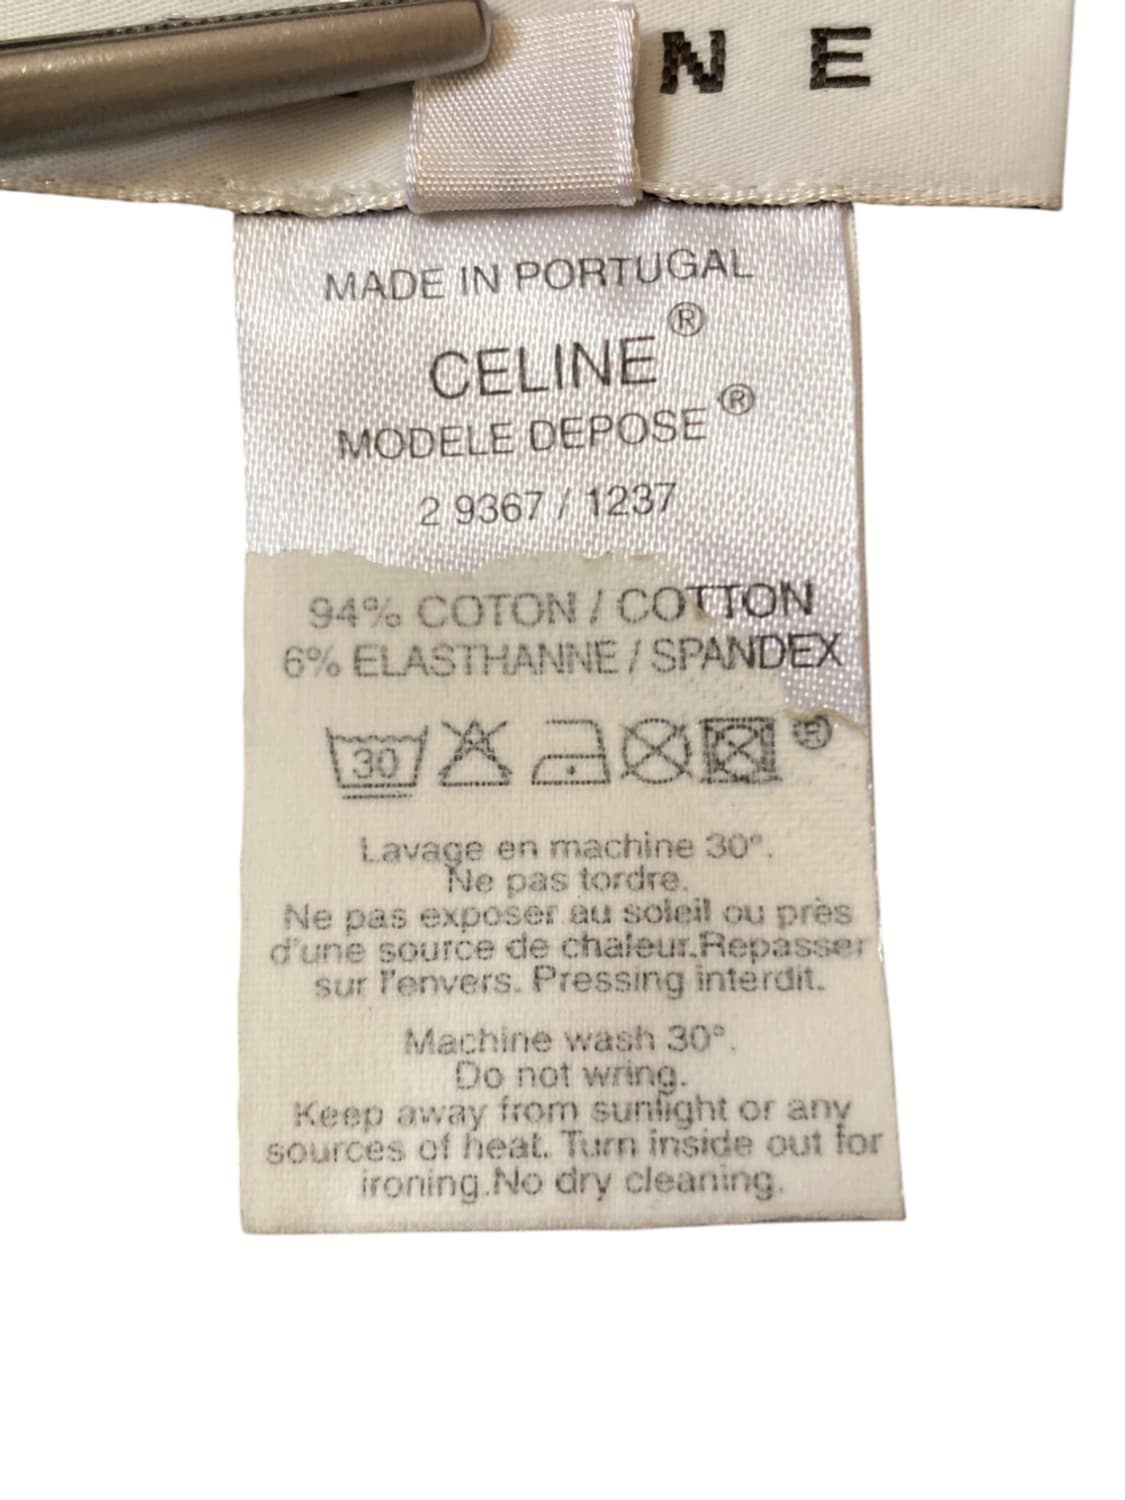 N E
MADE IN PORTUGAL
CELINE®
MODELE DEPOSE®
2 9367 / 1237
94% COTON / COTTON
6% ELASTHANNE / SPANDEX
30
Lavage en machine 30°.
Ne pas tordre.
Ne pas exposer au soleil ou près
d'une source de chaleur.Repasser
sur l'envers. Pressing interdit.
Machine wash 30°.
Do not wring.
Keep away from sunlight or any
sources of heat. Turn inside out for
ironing.No dry cleaning.